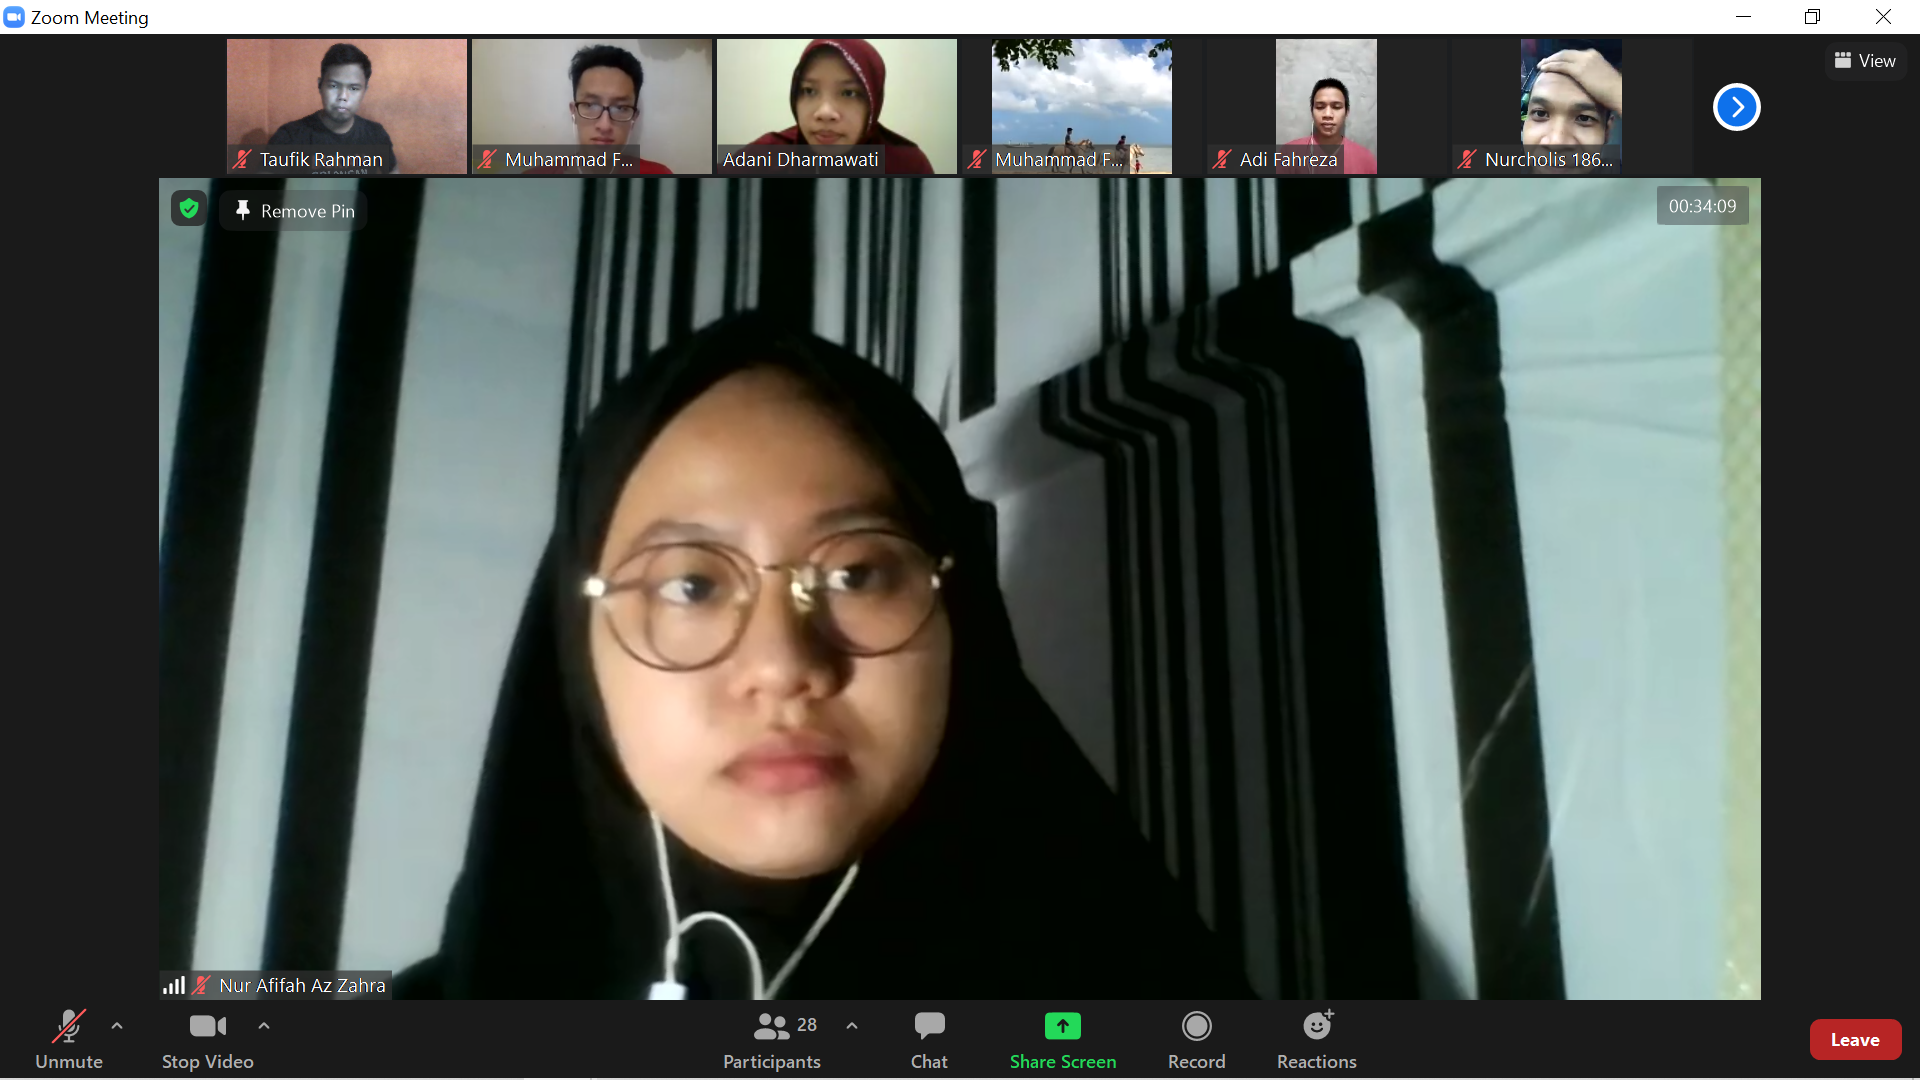 Zoom Meeting
Taufik Rahman
Muhammad F...
Adani Dharmawati
Muhammad F...
Adi Fahreza
Nurcholis 186...
View
Remove Pin
00:34:09
Nur Afifah Az Zahra
Unmute
Stop Video
28
Participants
Chat
Share Screen
Record
Reactions
Leave